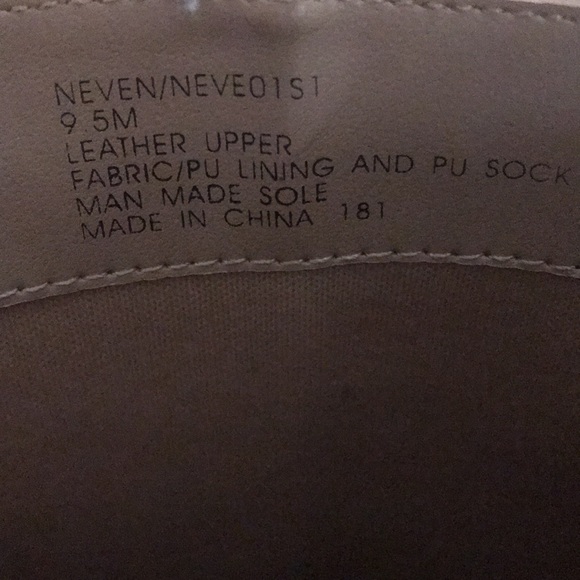 NEVEN/NEVE01S1
9.5M
LEATHER UPPER
FABRIC/PU LINING AND PU SOCK
MAN MADE SOLE
MADE IN CHINA 181